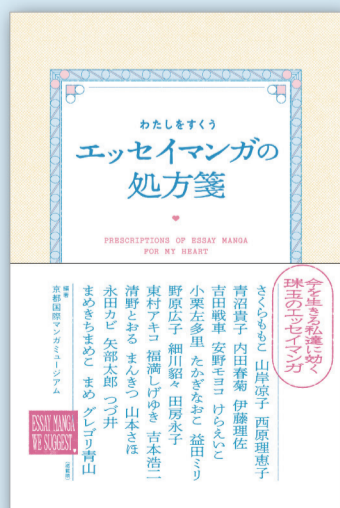 わたしをすくう
エッセイマンガの
処方箋
PRESCRIPTIONS OF ESSAY MANGA
FOR MY HEART
今を生きる私達に効く
珠玉のエッセイマンガ
さくらももこ 山岸凉子 西原理恵子
青沼貴子 内田春菊 伊藤理佐
吉田戦車 安野モヨコ けらえいこ
小栗左多里 たかぎなおこ 益田ミリ
野原広子 細川貂々 田房永子
東村アキコ 福満しげゆき 吉本浩二
清野とおる まんきつ 山本さほ
永田カビ 矢部太郎 つづ井
まめきちまめこ まめ グレゴリ青山
編著
京都国際マンガミュージアム
ESSAY MANGA
WE SUGGEST.